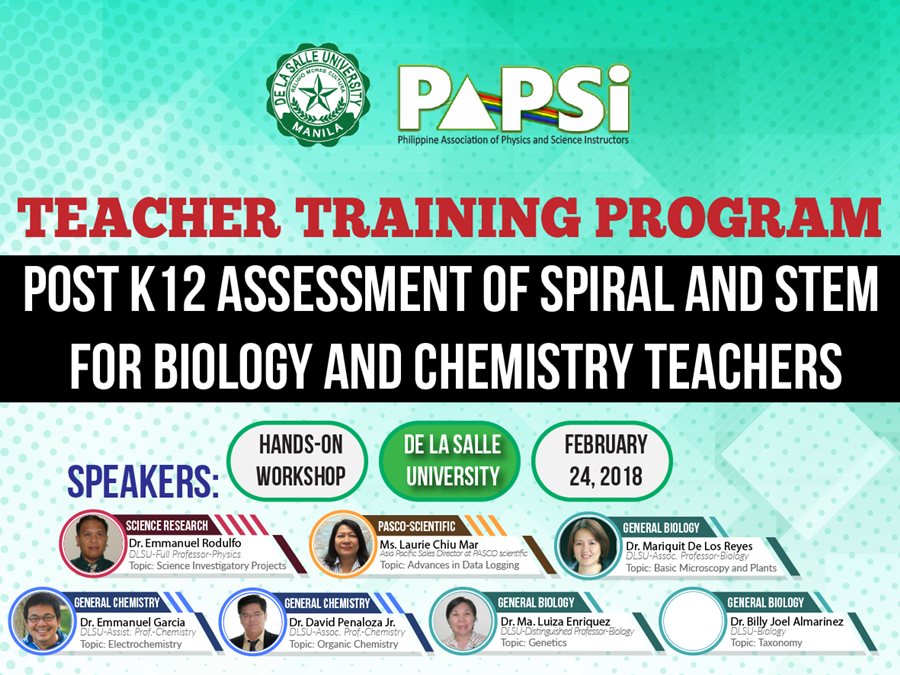 DE LA SALLE UNIVERSITY
RELIGIO MORES CULTURA
MANILA
PAPSi
Philippine Association of Physics and Science Instructors
TEACHER TRAINING PROGRAM
POST K12 ASSESSMENT OF SPIRAL AND STEM
FOR BIOLOGY AND CHEMISTRY TEACHERS
SPEAKERS:
HANDS-ON
WORKSHOP
DE LA SALLE
UNIVERSITY
FEBRUARY
24, 2018
SCIENCE RESEARCH
Dr. Emmanuel Rodulfo
DLSU-Full Professor-Physics
Topic: Science Investigatory Projects
PASCO-SCIENTIFIC
Ms. Laurie Chiu Mar
Asia Pacific Sales Director at PASCO scientific
Topic: Advances in Data Logging
GENERAL BIOLOGY
Dr. Mariquit De Los Reyes
DLSU-Assoc. Professor-Biology
Topic: Basic Microscopy and Plants
GENERAL CHEMISTRY
Dr. Emmanuel Garcia
DLSU-Assist. Prof.-Chemistry
Topic: Electrochemistry
GENERAL CHEMISTRY
Dr. David Penaloza Jr.
DLSU-Assoc. Prof.-Chemistry
Topic: Organic Chemistry
GENERAL BIOLOGY
Dr. Ma. Luiza Enriquez
DLSU-Distinguished Professor-Biology
Topic: Genetics
GENERAL BIOLOGY
Dr. Billy Joel Almarinez
DLSU-Biology
Topic: Taxonomy